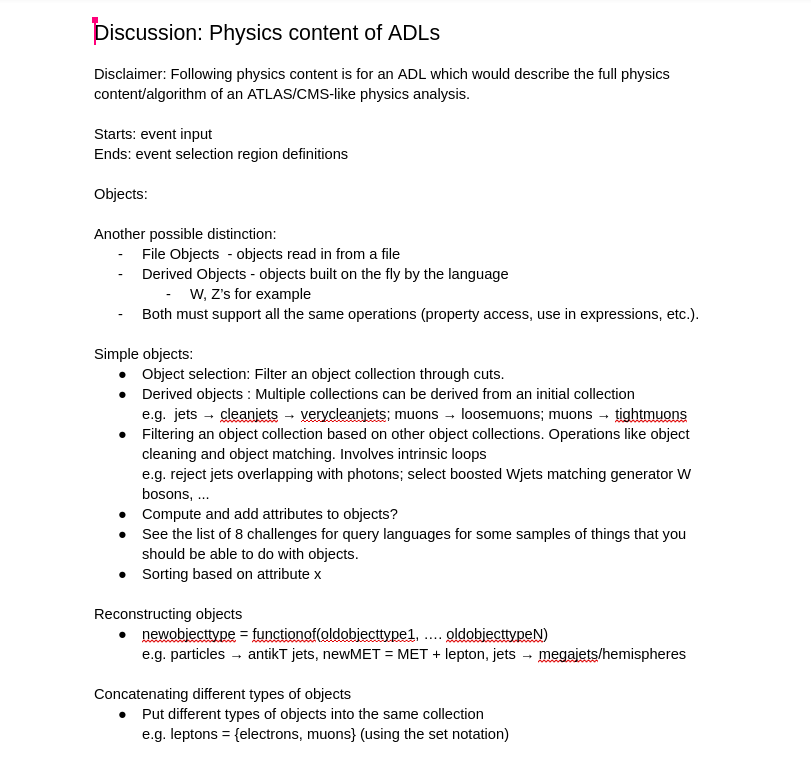 Discussion: Physics content of ADLs
Disclaimer: Following physics content is for an ADL which would describe the full physics
content/algorithm of an ATLAS/CMS-like physics analysis.
Starts: event input
Ends: event selection region definitions
Objects:
Another possible distinction:
- File Objects  - objects read in from a file
- Derived Objects - objects built on the fly by the language
- W, Z's for example
- Both must support all the same operations (property access, use in expressions, etc.).
Simple objects:
● Object selection: Filter an object collection through cuts.
● Derived objects : Multiple collections can be derived from an initial collection
e.g.  jets → cleanjets → verycleanjets; muons → loosemuons; muons → tightmuons
● Filtering an object collection based on other object collections. Operations like object
cleaning and object matching. Involves intrinsic loops
e.g. reject jets overlapping with photons; select boosted Wjets matching generator W
bosons, ...
● Compute and add attributes to objects?
● See the list of 8 challenges for query languages for some samples of things that you
should be able to do with objects.
● Sorting based on attribute x
Reconstructing objects
● newobjecttype = functionof(oldobjecttype1, …. oldobjecttypeN)
e.g. particles → antikT jets, newMET = MET + lepton, jets → megajets/hemispheres
Concatenating different types of objects
● Put different types of objects into the same collection
e.g. leptons = {electrons, muons} (using the set notation)